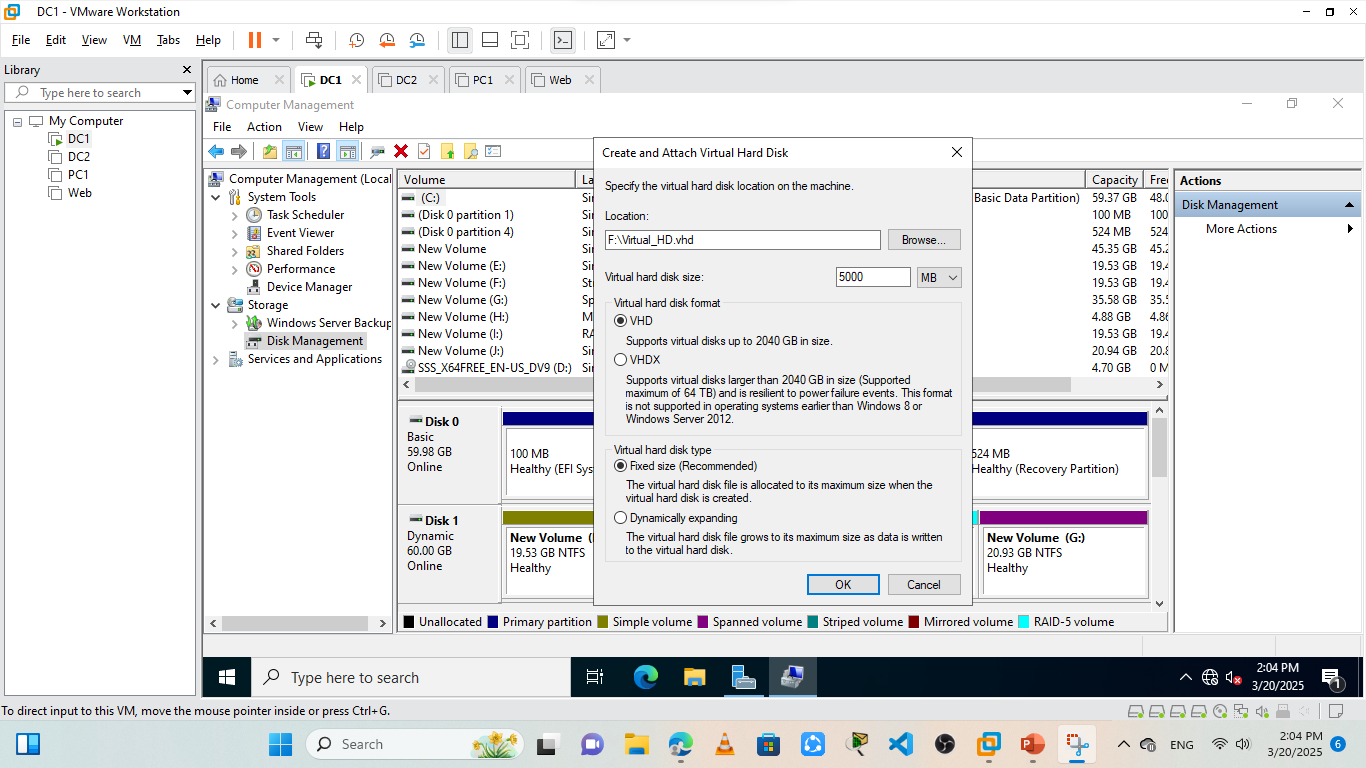 DC1 - VMware Workstation
File Edit View VM Tabs Help
Library
Type here to search
My Computer
DC1
DC2
PC1
Web
Home
DC1
DC2
PC1
Web
Computer Management
File Action View Help
Computer Management (Local
System Tools
Task Scheduler
Event Viewer
Shared Folders
Performance
Device Manager
Storage
Windows Server Backup
Disk Management
Services and Applications
Volume La Capacity Fre
(C:) Sir Basic Data Partition) 59.37 GB 48.0
(Disk 0 partition 1) Sir 100 MB 100
(Disk 0 partition 4) Sir 524 MB 524
New Volume Sir 45.35 GB 45.2
New Volume (E:) Sir 19.53 GB 19.4
New Volume (F:) Str 19.53 GB 19.4
New Volume (G:) Sp 35.58 GB 35.5
New Volume (H:) M 4.88 GB 4.86
New Volume (I:) RA 19.53 GB 19.4
New Volume (J:) Sir 20.94 GB 20.8
SSS_X64FREE_EN-US_DV9 (D:) Sir 4.70 GB 0 M
Disk 0
Basic
59.98 GB
Online
100 MB
Healthy (EFI Sys
524 MB
Healthy (Recovery Partition)
Disk 1
Dynamic
60.00 GB
Online
New Volume
19.53 GB NTFS
Healthy
New Volume (G:)
20.93 GB NTFS
Healthy
Unallocated Primary partition Simple volume Spanned volume Striped volume Mirrored volume RAID-5 volume
Create and Attach Virtual Hard Disk
Specify the virtual hard disk location on the machine.
Location:
F:\Virtual_HD.vhd Browse...
Virtual hard disk size: 5000 MB
Virtual hard disk format
VHD
Supports virtual disks up to 2040 GB in size.
VHDX
Supports virtual disks larger than 2040 GB in size (Supported
maximum of 64 TB) and is resilient to power failure events. This format
is not supported in operating systems earlier than Windows 8 or
Windows Server 2012.
Virtual hard disk type
Fixed size (Recommended)
The virtual hard disk file is allocated to its maximum size when the
virtual hard disk is created.
Dynamically expanding
The virtual hard disk file grows to its maximum size as data is written
to the virtual hard disk.
OK Cancel
Actions
Disk Management
More Actions
Type here to search
2:04 PM
3/20/2025
1
To direct input to this VM, move the mouse pointer inside or press Ctrl+G.
Search
ENG
2:04 PM
3/20/2025
6